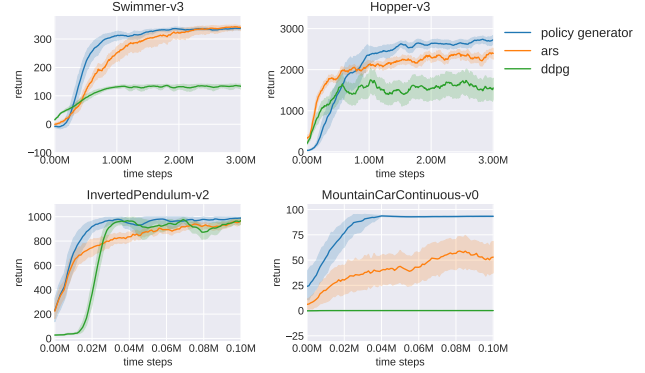 Swimmer-v3
300
200
100
0
−100
return
0.00M 1.00M 2.00M 3.00M
time steps
Hopper-v3
3000
2000
1000
0
return
0.00M 1.00M 2.00M 3.00M
time steps
policy generator
ars
ddpg
InvertedPendulum-v2
1000
800
600
400
200
0
return
0.00M 0.02M 0.04M 0.06M 0.08M 0.10M
time steps
MountainCarContinuous-v0
100
75
50
25
0
−25
return
0.00M 0.02M 0.04M 0.06M 0.08M 0.10M
time steps